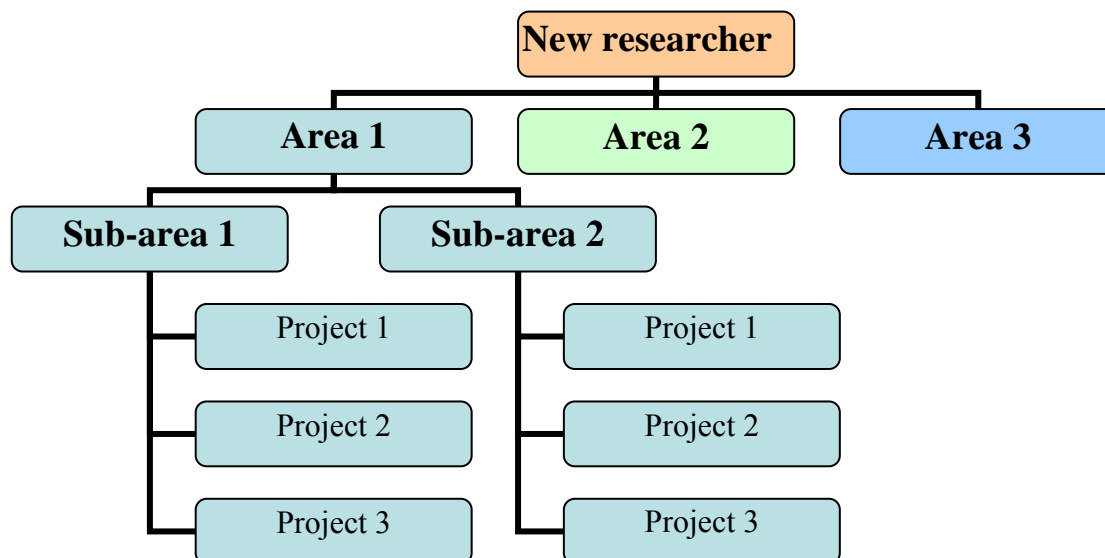 New researcher
Area 1
Area 2
Area 3
Sub-area 1
Sub-area 2
Project 1
Project 1
Project 2
Project 2
Project 3
Project 3